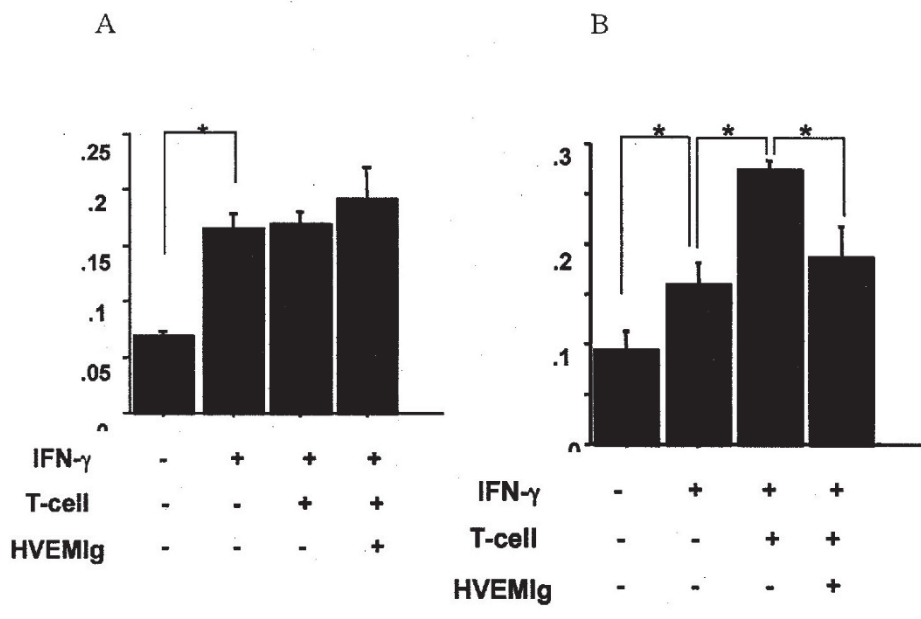 A
*
.25
.2
.15
.1
.05
0
IFN-γ - + + +
T-cell - - + +
HVEMIg - - - +
B
* * *
.3
.2
.1
0
IFN-γ - + + +
T-cell - - + +
HVEMIg - - - +